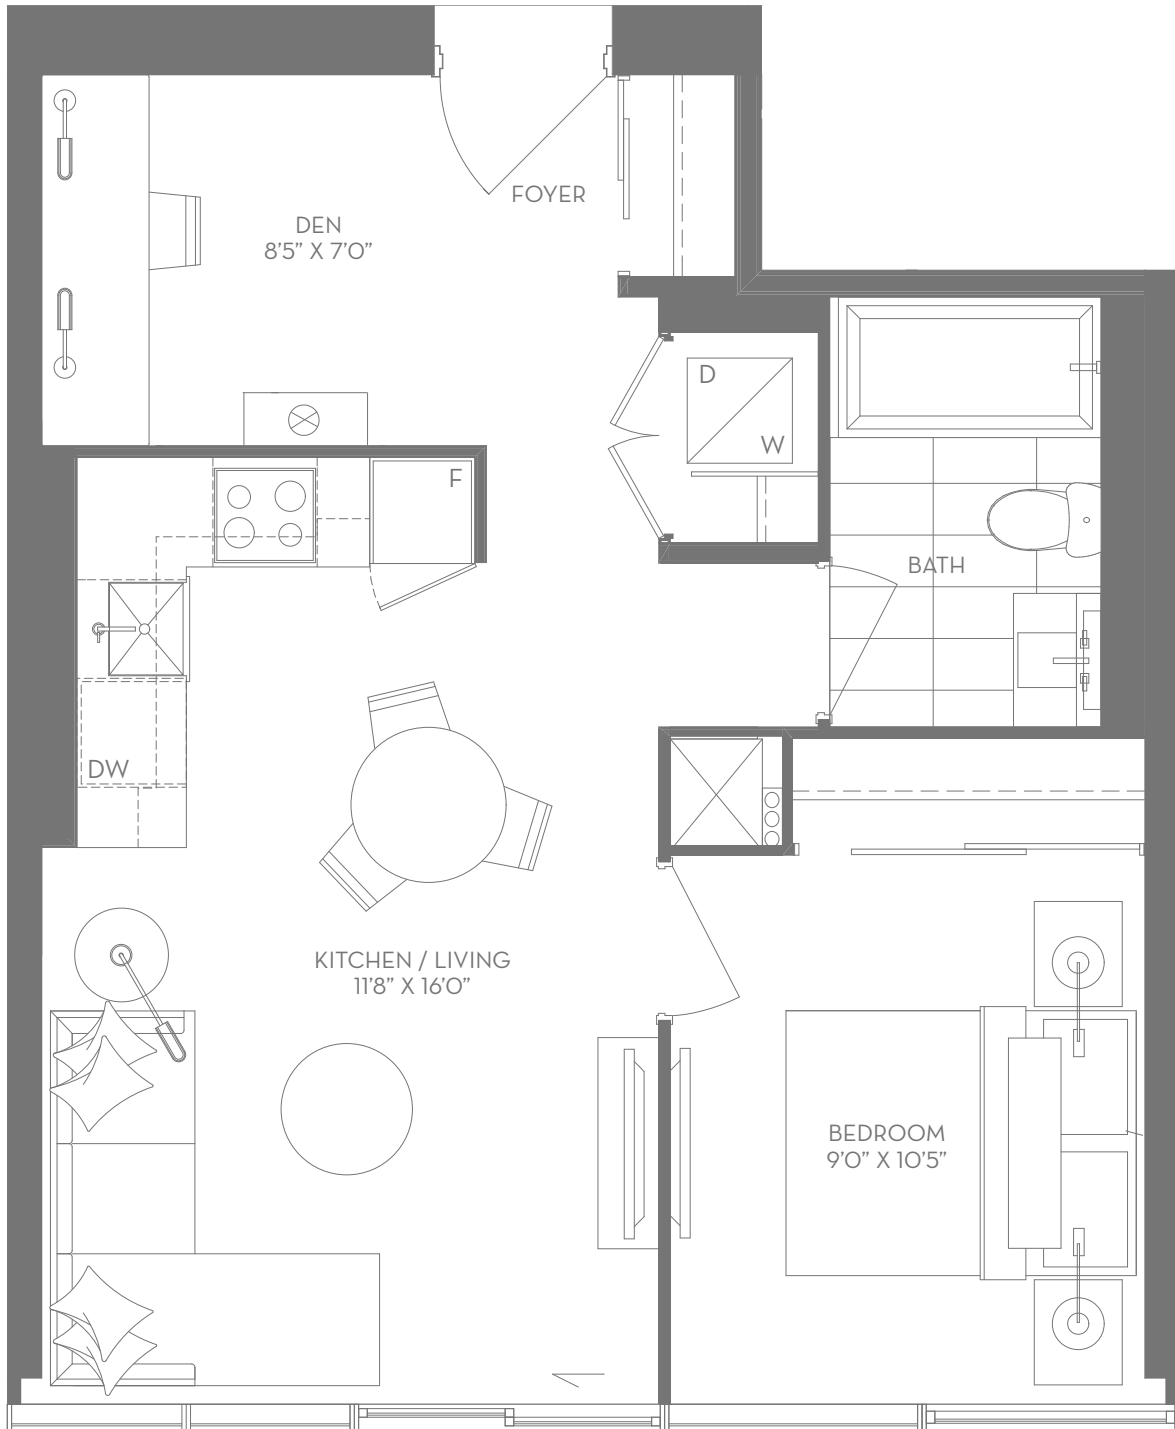 FOYER
DEN
8'5" X 7'0"
D
W
F
BATH
DW
KITCHEN / LIVING
11'8" X 16'0"
BEDROOM
9'0" X 10'5"